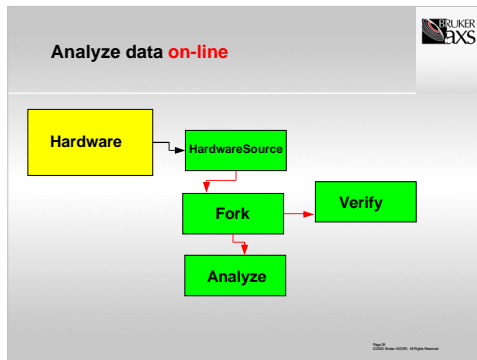 BRUKER
axs
Analyze data on-line
Hardware
HardwareSource
Fork
Verify
Analyze